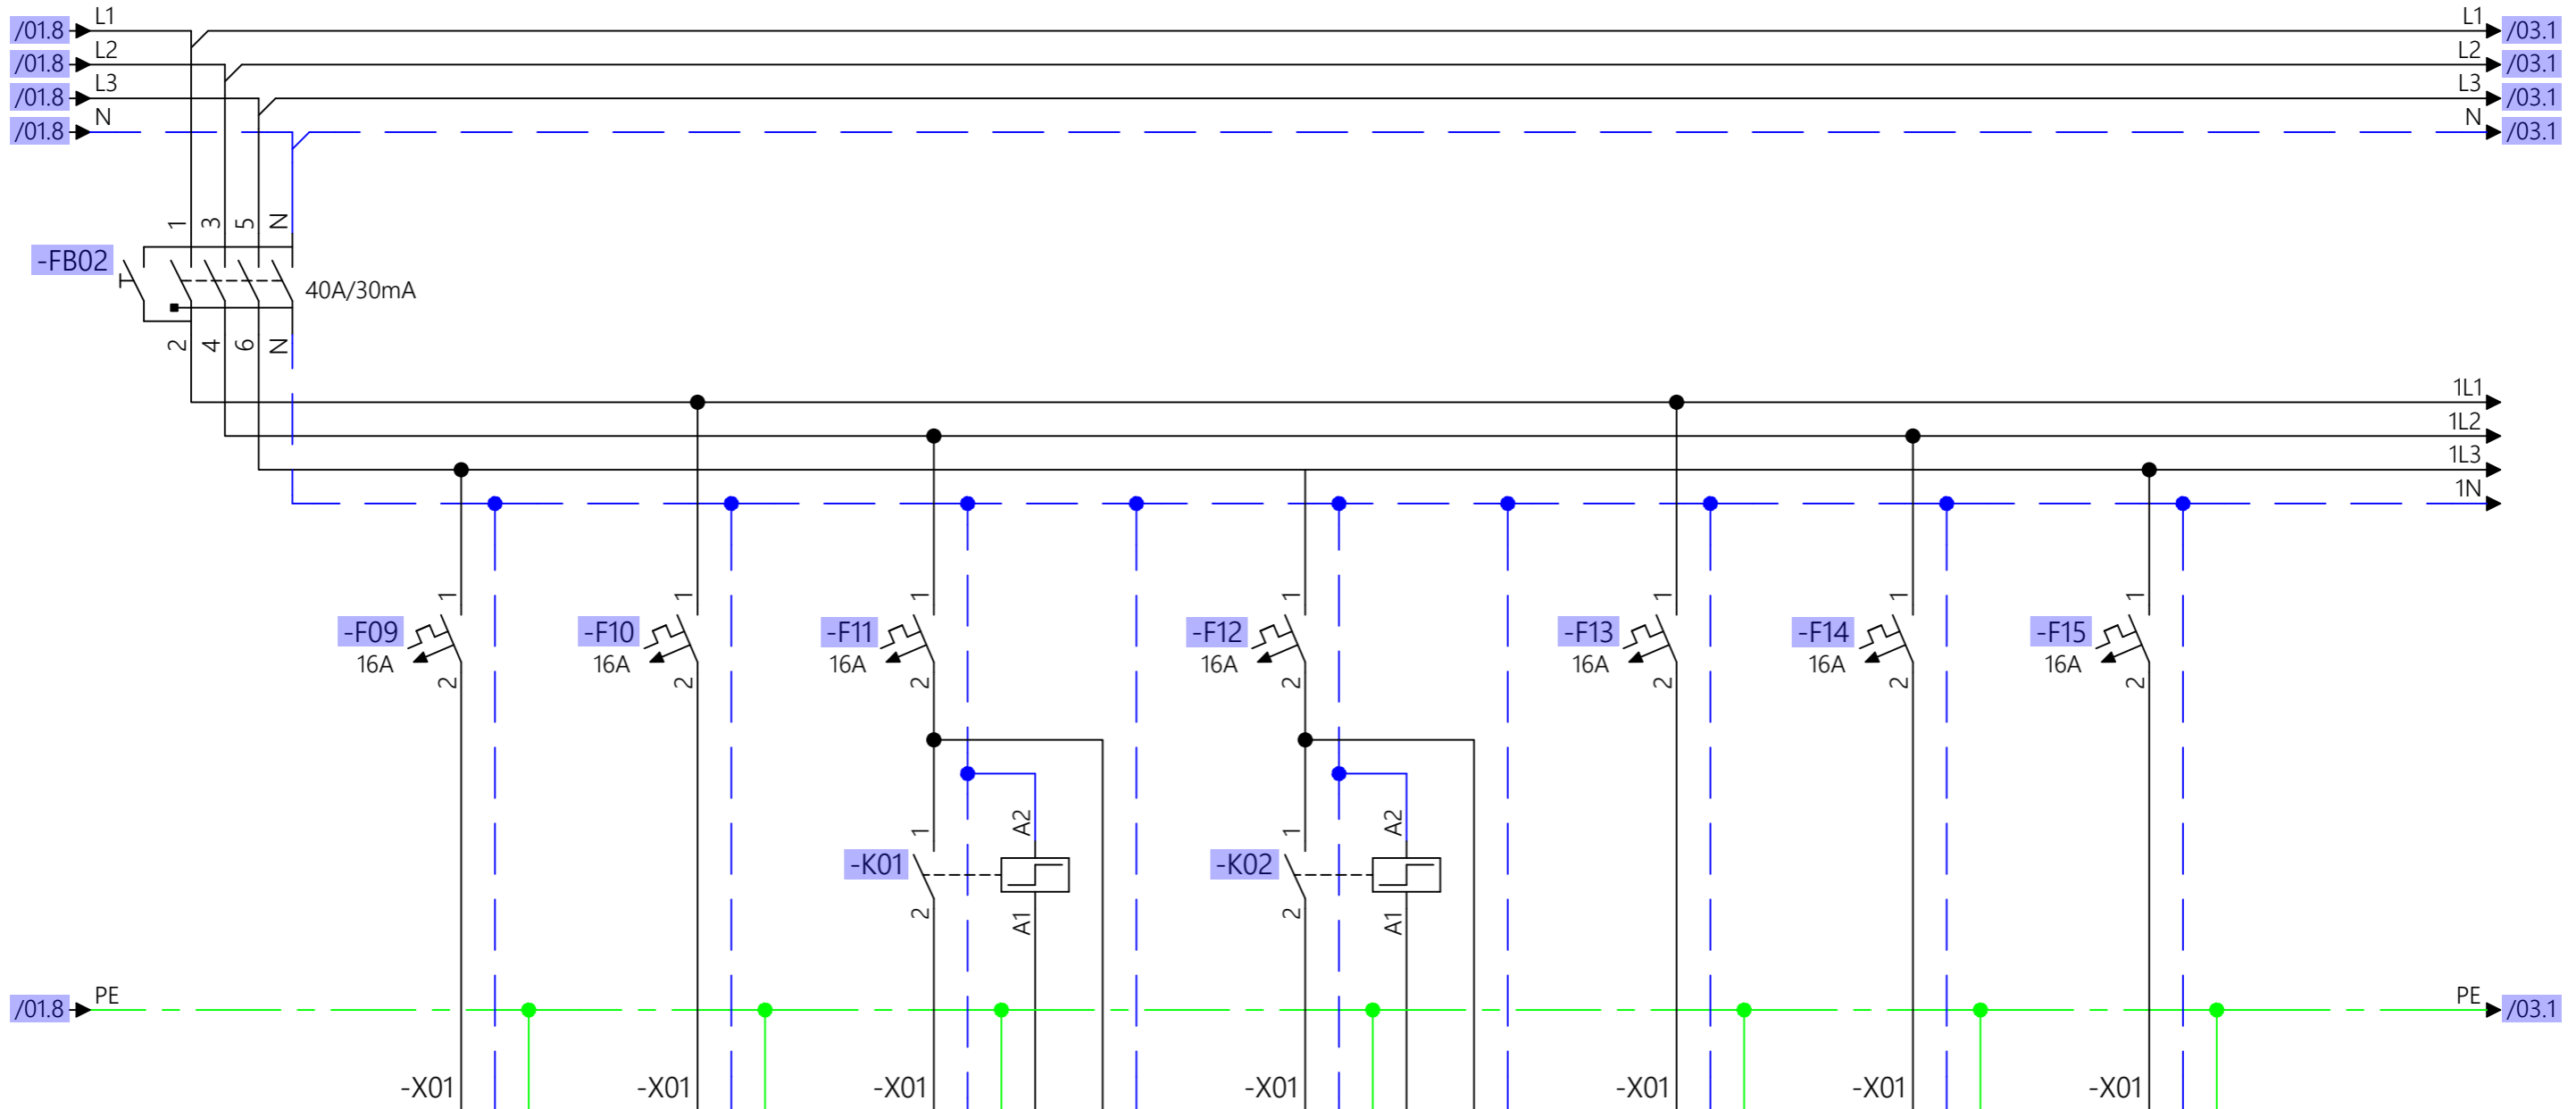 /01.8 L1 L1 /03.1
/01.8 L2 L2 /03.1
/01.8 L3 L3 /03.1
/01.8 N N /03.1
1 3 5 N
-FB02
40A/30mA
2 4 6 N
1L1
1L2
1L3
1N
1 1 1 1 1 1 1
-F09 -F10 -F11 -F12 -F13 -F14 -F15
16A 16A 16A 16A 16A 16A 16A
2 2 2 2 2 2 2
1 A2 1 A2
-K01 -K02
2 A1 2 A1
/01.8 PE PE /03.1
-X01 -X01 -X01 -X01 -X01 -X01 -X01